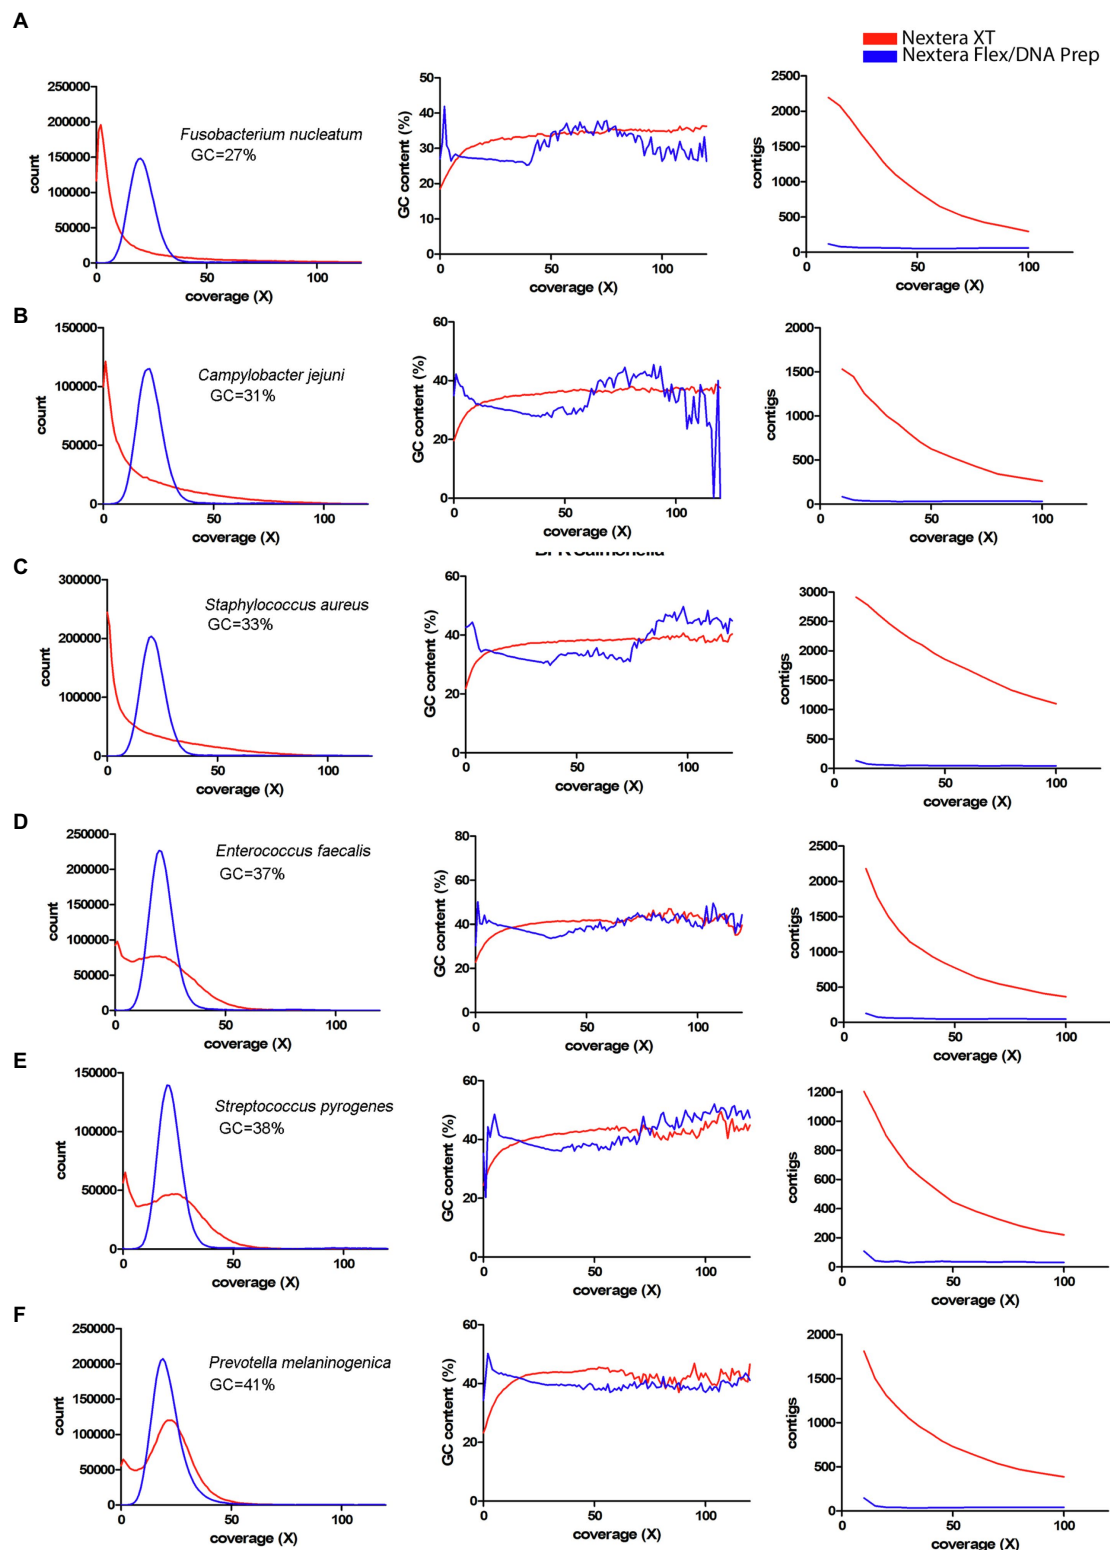 A
Nextera XT
Nextera Flex/DNA Prep
250000
200000
150000
100000
50000
0
count
Fusobacterium nucleatum
GC=27%
0 50 100
coverage (X)
50
40
30
20
10
0
GC content (%)
0 50 100
coverage (X)
2500
2000
1500
1000
500
0
contigs
0 50 100
coverage (X)
B
150000
100000
50000
0
count
Campylobacter jejuni
GC=31%
0 50 100
coverage (X)
60
40
20
0
GC content (%)
0 50 100
coverage (X)
2000
1500
1000
500
0
contigs
0 50 100
coverage (X)
C
300000
200000
100000
0
count
Staphylococcus aureus
GC=33%
0 50 100
coverage (X)
Salmonella
60
40
20
0
GC content (%)
0 50 100
coverage (X)
3000
2500
2000
1500
1000
500
0
contigs
0 50 100
coverage (X)
D
250000
200000
150000
100000
50000
0
count
Enterococcus faecalis
GC=37%
0 50 100
coverage (X)
80
60
40
20
0
GC content (%)
0 50 100
coverage (X)
2500
2000
1500
1000
500
0
contigs
0 50 100
coverage (X)
E
150000
100000
50000
0
count
Streptococcus pyrogenes
GC=38%
0 50 100
coverage (X)
60
40
20
0
GC content (%)
0 50 100
coverage (X)
1200
1000
800
600
400
200
0
contigs
0 50 100
coverage (X)
F
250000
200000
150000
100000
50000
0
count
Prevotella melaninogenica
GC=41%
0 50 100
coverage (X)
60
40
20
0
GC content (%)
0 50 100
coverage (X)
2000
1500
1000
500
0
contigs
0 50 100
coverage (X)